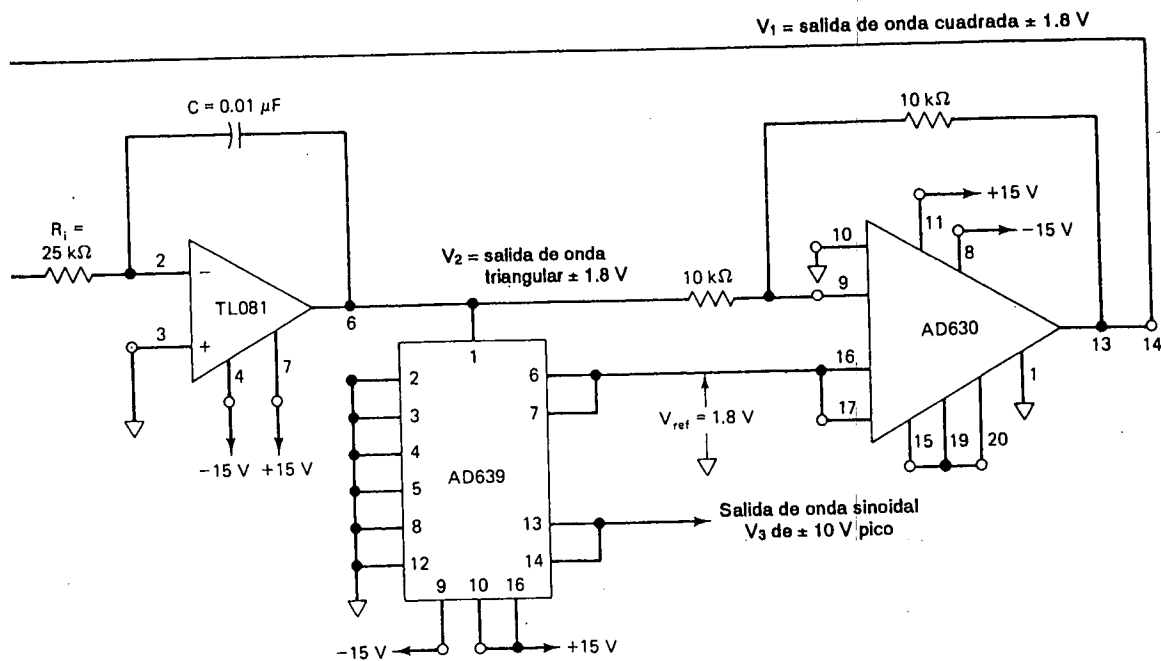 V₁ = salida de onda cuadrada ± 1.8 V
C = 0.01 μF
10 kΩ
Rᵢ =
25 kΩ
2
−
TL081
3
+
4
7
6
−15 V
+15 V
V₂ = salida de onda
triangular ± 1.8 V
10 kΩ
10
9
11
+15 V
8
−15 V
AD630
16
17
13
14
1
15
19
20
1
2
3
4
5
8
12
AD639
6
7
13
14
9
10
16
V_ref = 1.8 V
Salida de onda sinoidal
V₃ de ± 10 V pico
−15 V
+15 V